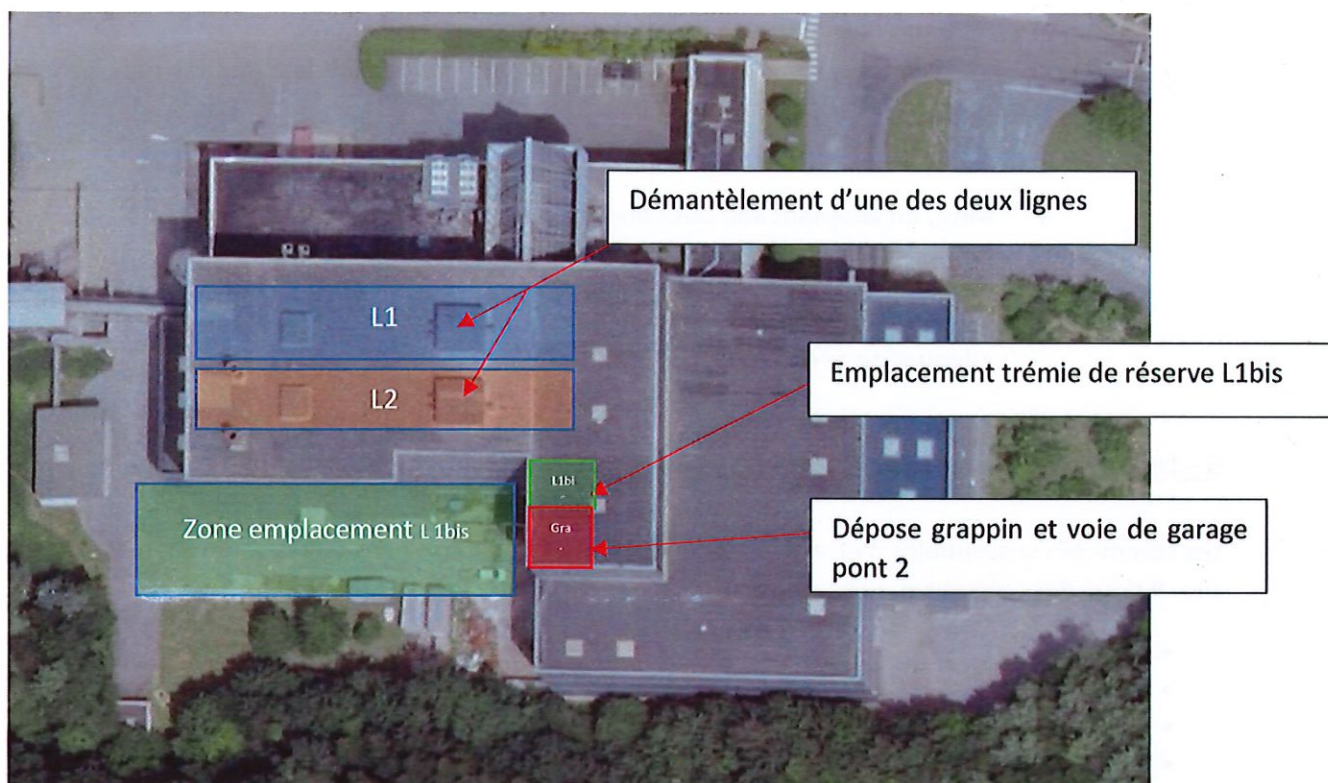 Démantèlement d'une des deux lignes
L1
Emplacement trémie de réserve L1bis
L2
L1bi
Zone emplacement L 1bis
Gra
Dépose grappin et voie de garage
pont 2